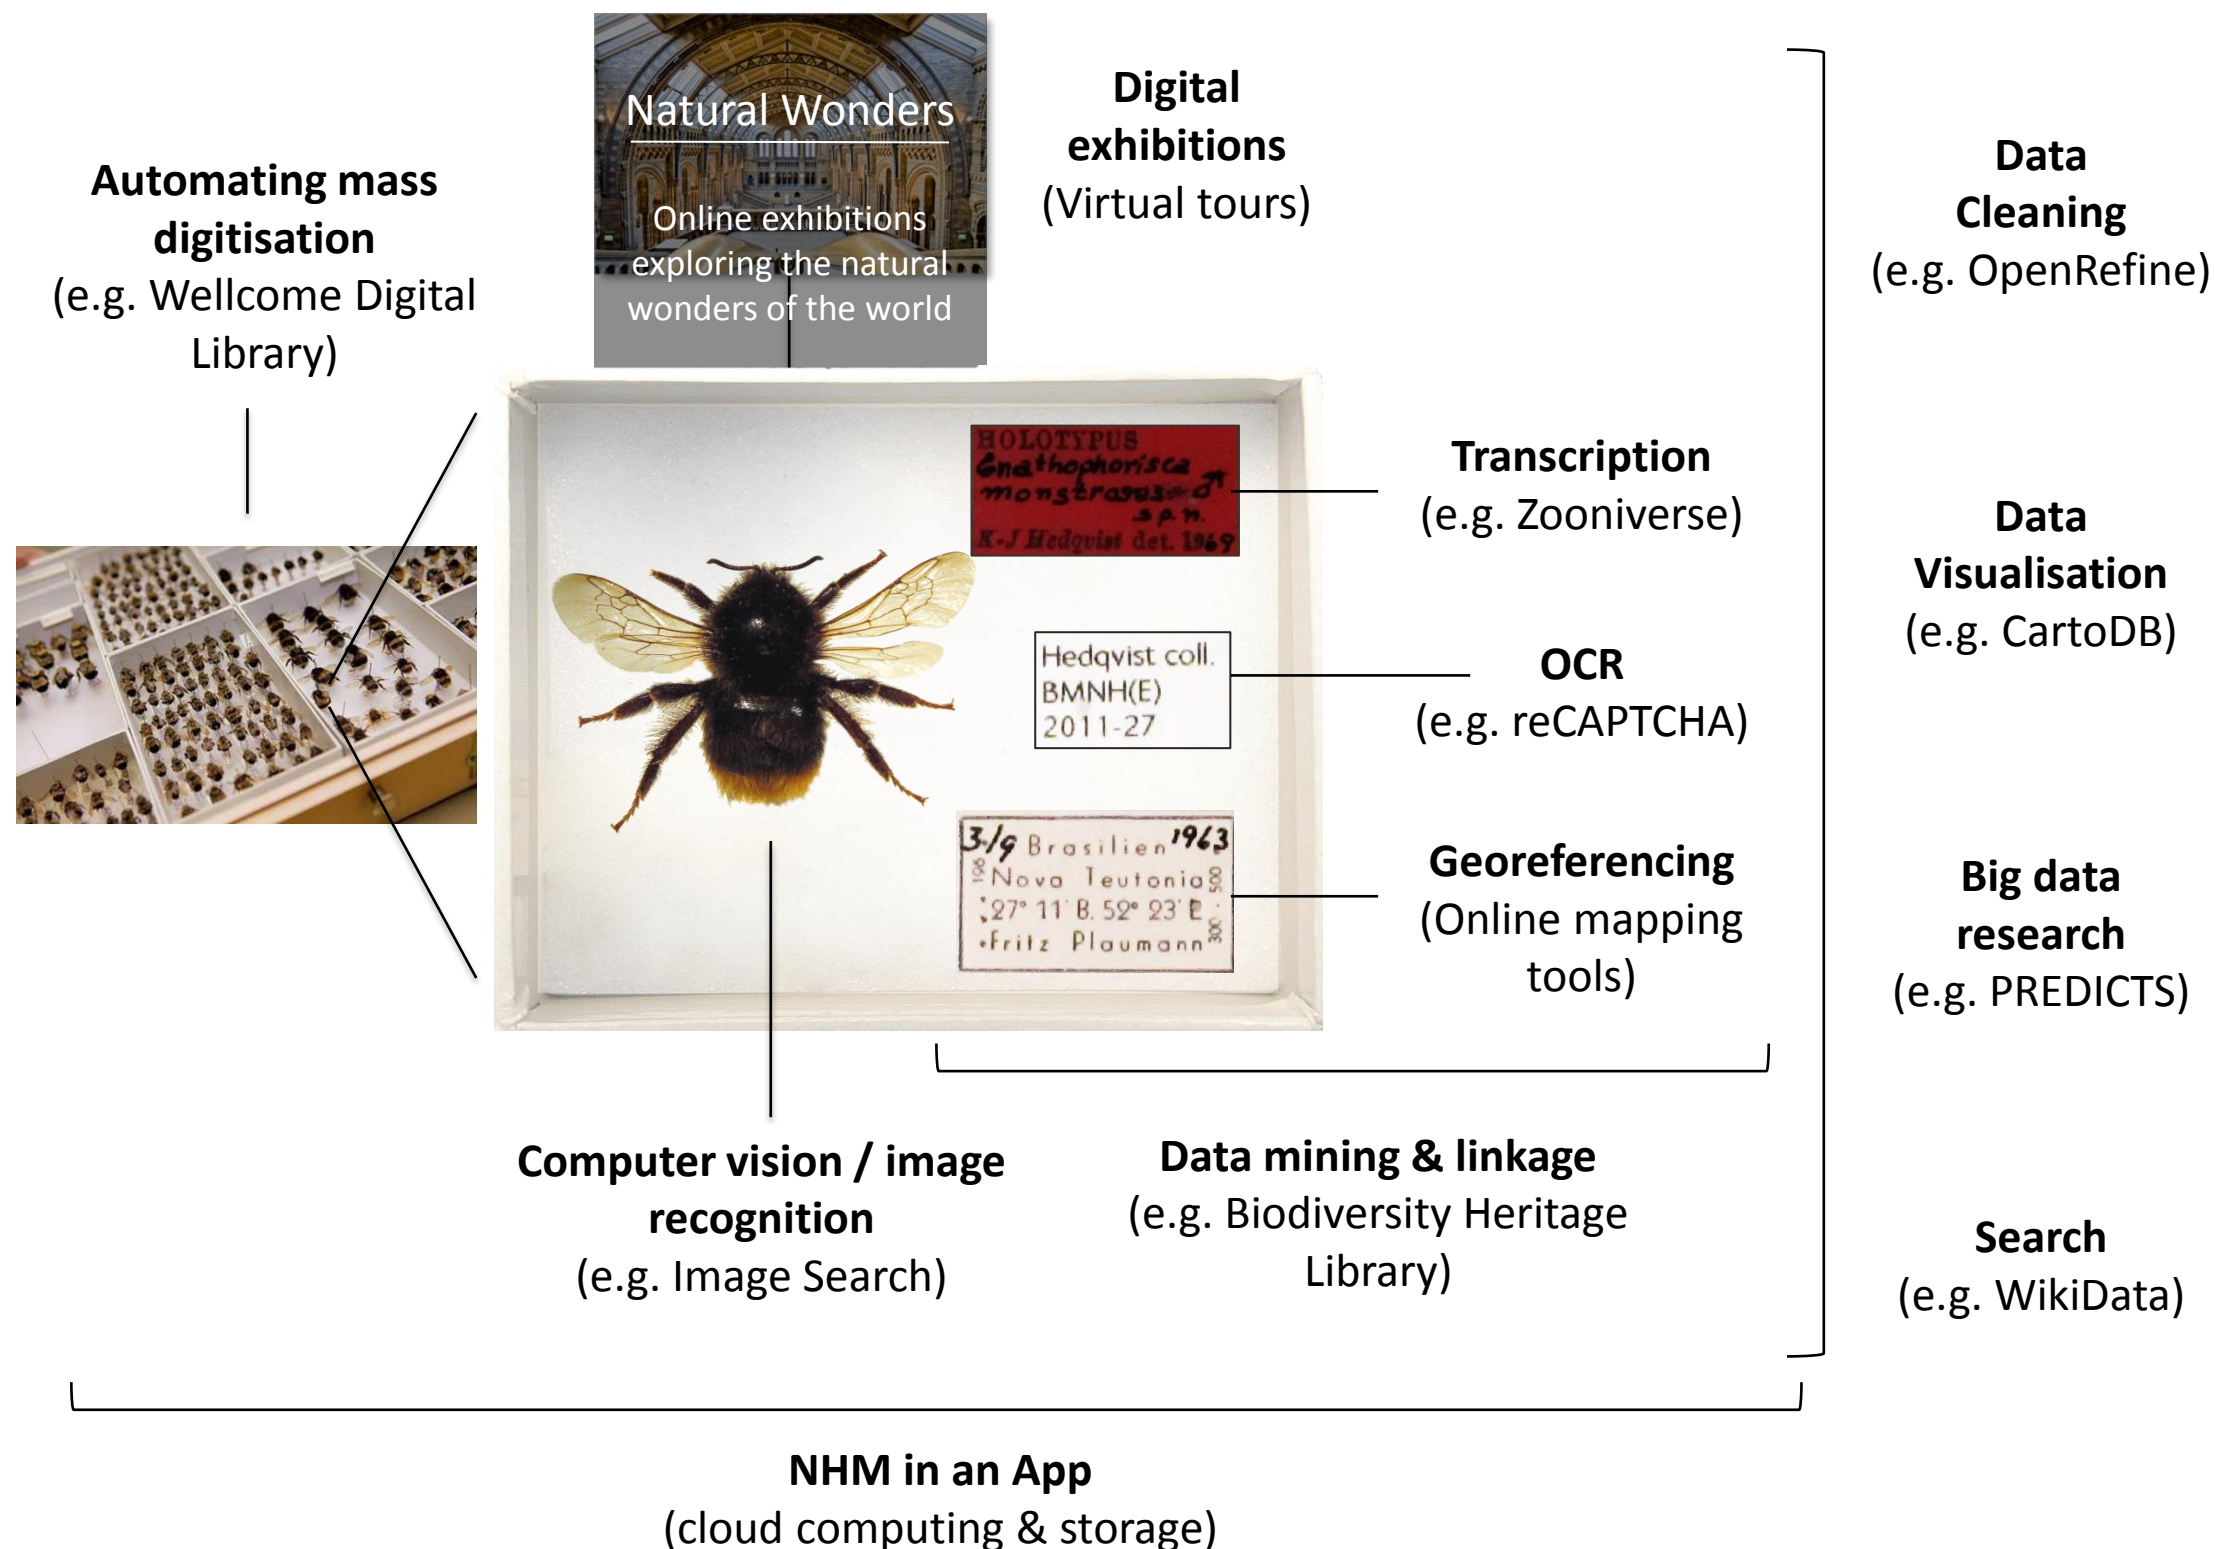 Natural Wonders
Online exhibitions
exploring the natural
wonders of the world
Digital
exhibitions
(Virtual tours)
Automating mass
digitisation
(e.g. Wellcome Digital
Library)
HOLOTYPUS
Gnathophorisca
monstrosus ♂
sp. n.
K-J Hedqvist det. 1969
Transcription
(e.g. Zooniverse)
Hedqvist coll.
BMNH(E)
2011-27
OCR
(e.g. reCAPTCHA)
3/9 Brasilien 1963
Nova Teutonia
27° 11' B. 52° 23' L
Fritz Plaumann
300 - 500
Georeferencing
(Online mapping
tools)
Computer vision / image
recognition
(e.g. Image Search)
Data mining & linkage
(e.g. Biodiversity Heritage
Library)
Data
Cleaning
(e.g. OpenRefine)
Data
Visualisation
(e.g. CartoDB)
Big data
research
(e.g. PREDICTS)
Search
(e.g. WikiData)
NHM in an App
(cloud computing & storage)